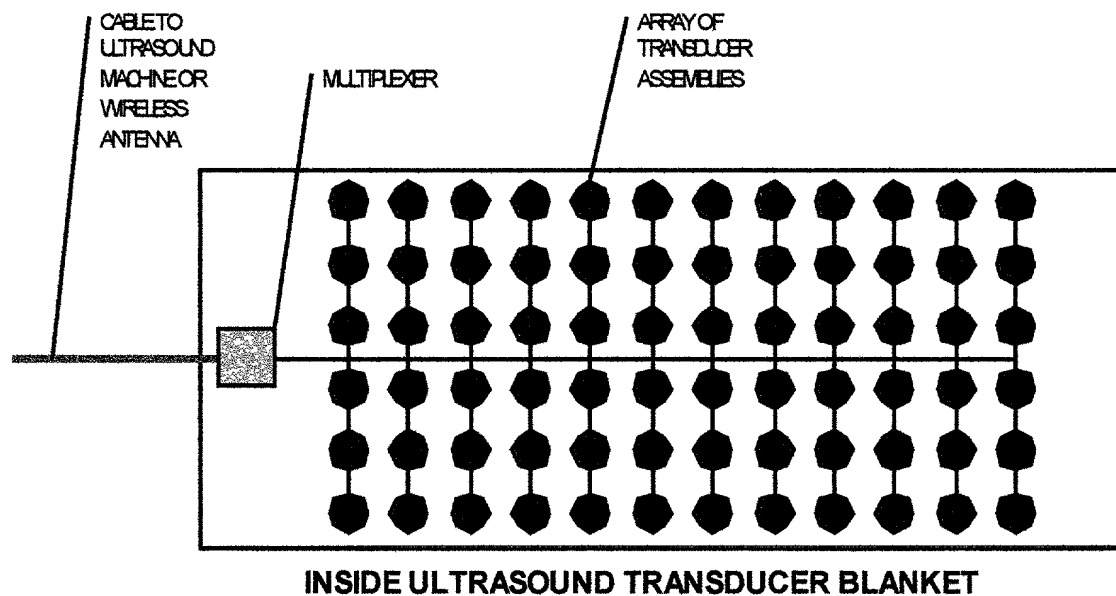 CABLE TO
ULTRASOUND
MACHINE OR
WIRELESS
ANTENNA
MULTIPLEXER
ARRAY OF
TRANSDUCER
ASSEMBLIES
INSIDE ULTRASOUND TRANSDUCER BLANKET